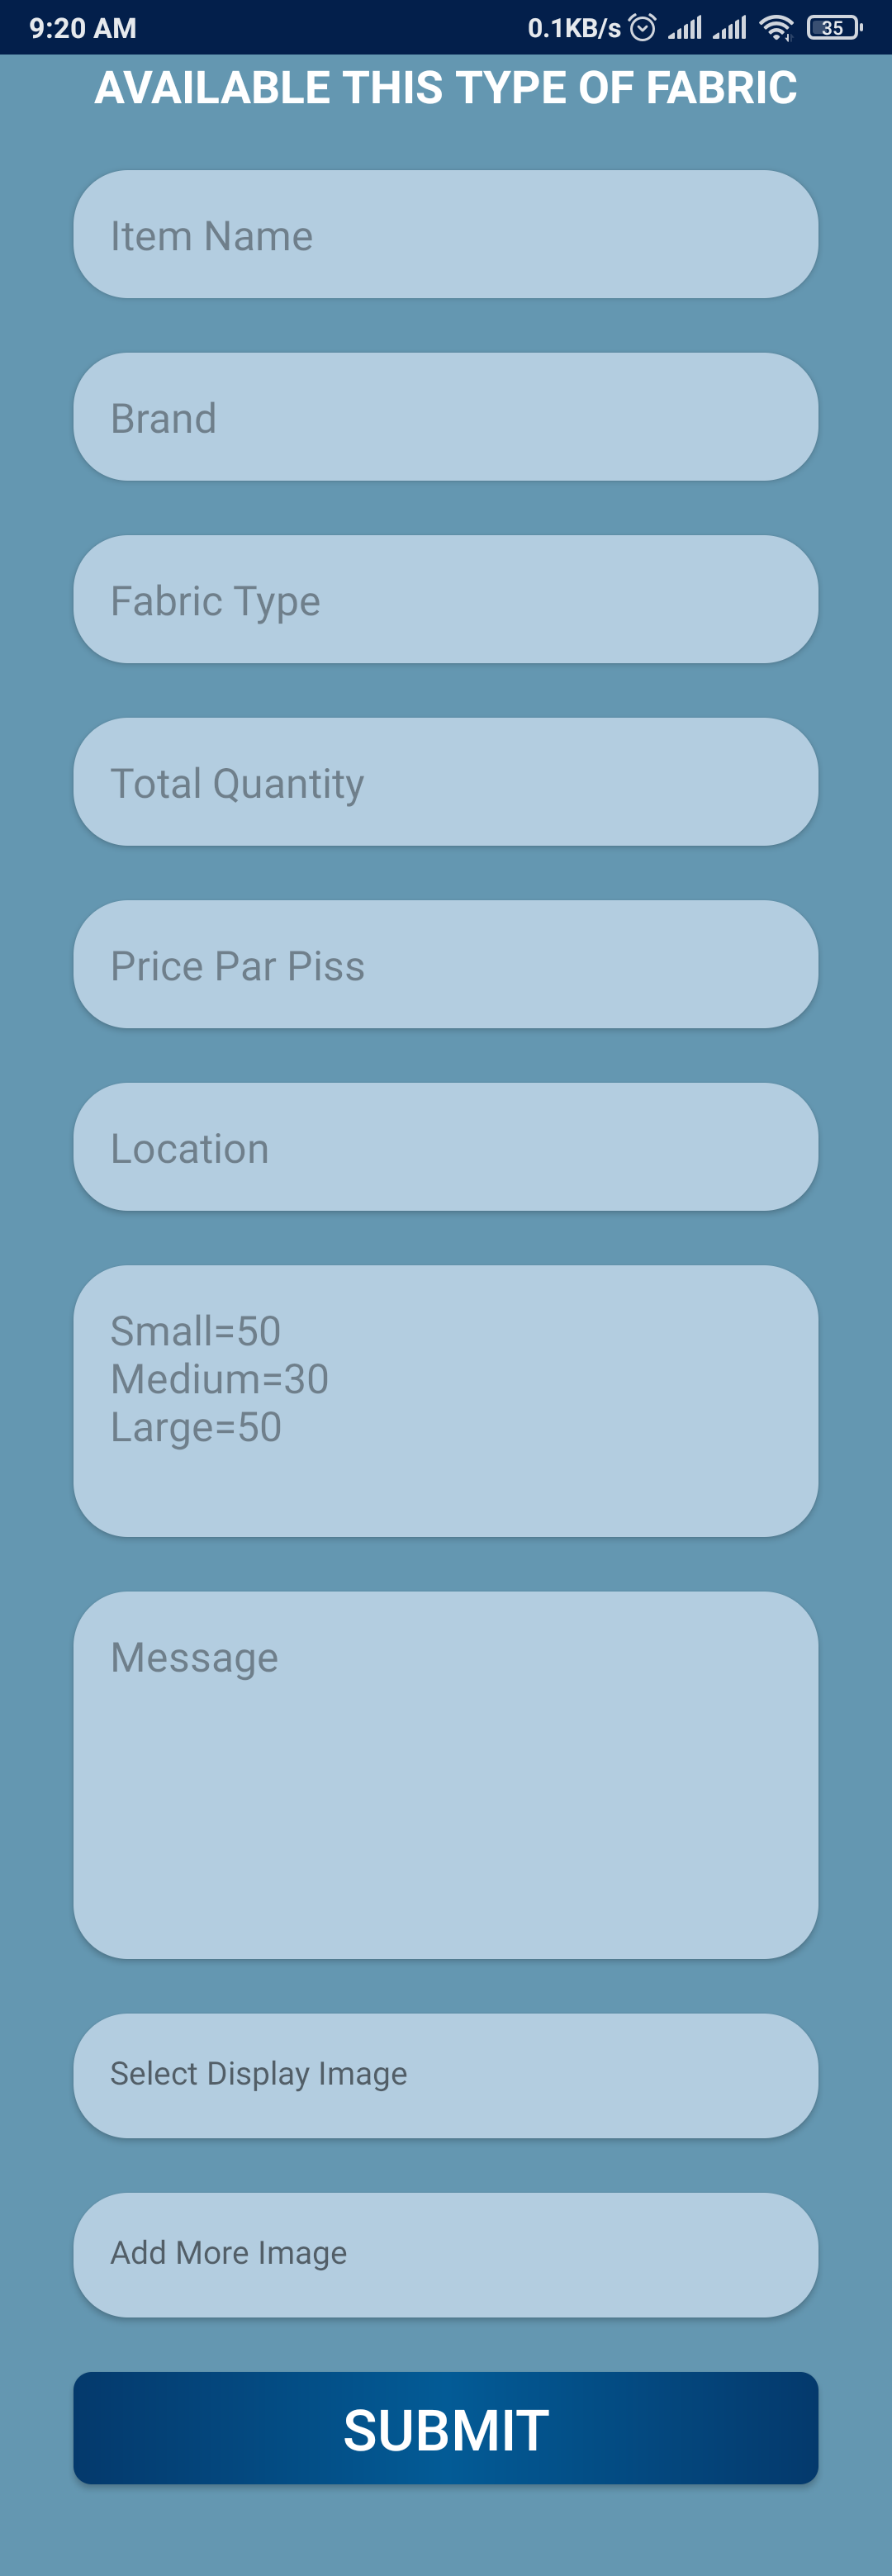 9:20 AM 0.1KB/s 35
AVAILABLE THIS TYPE OF FABRIC
Item Name
Brand
Fabric Type
Total Quantity
Price Par Piss
Location
Small=50
Medium=30
Large=50
Message
Select Display Image
Add More Image
SUBMIT